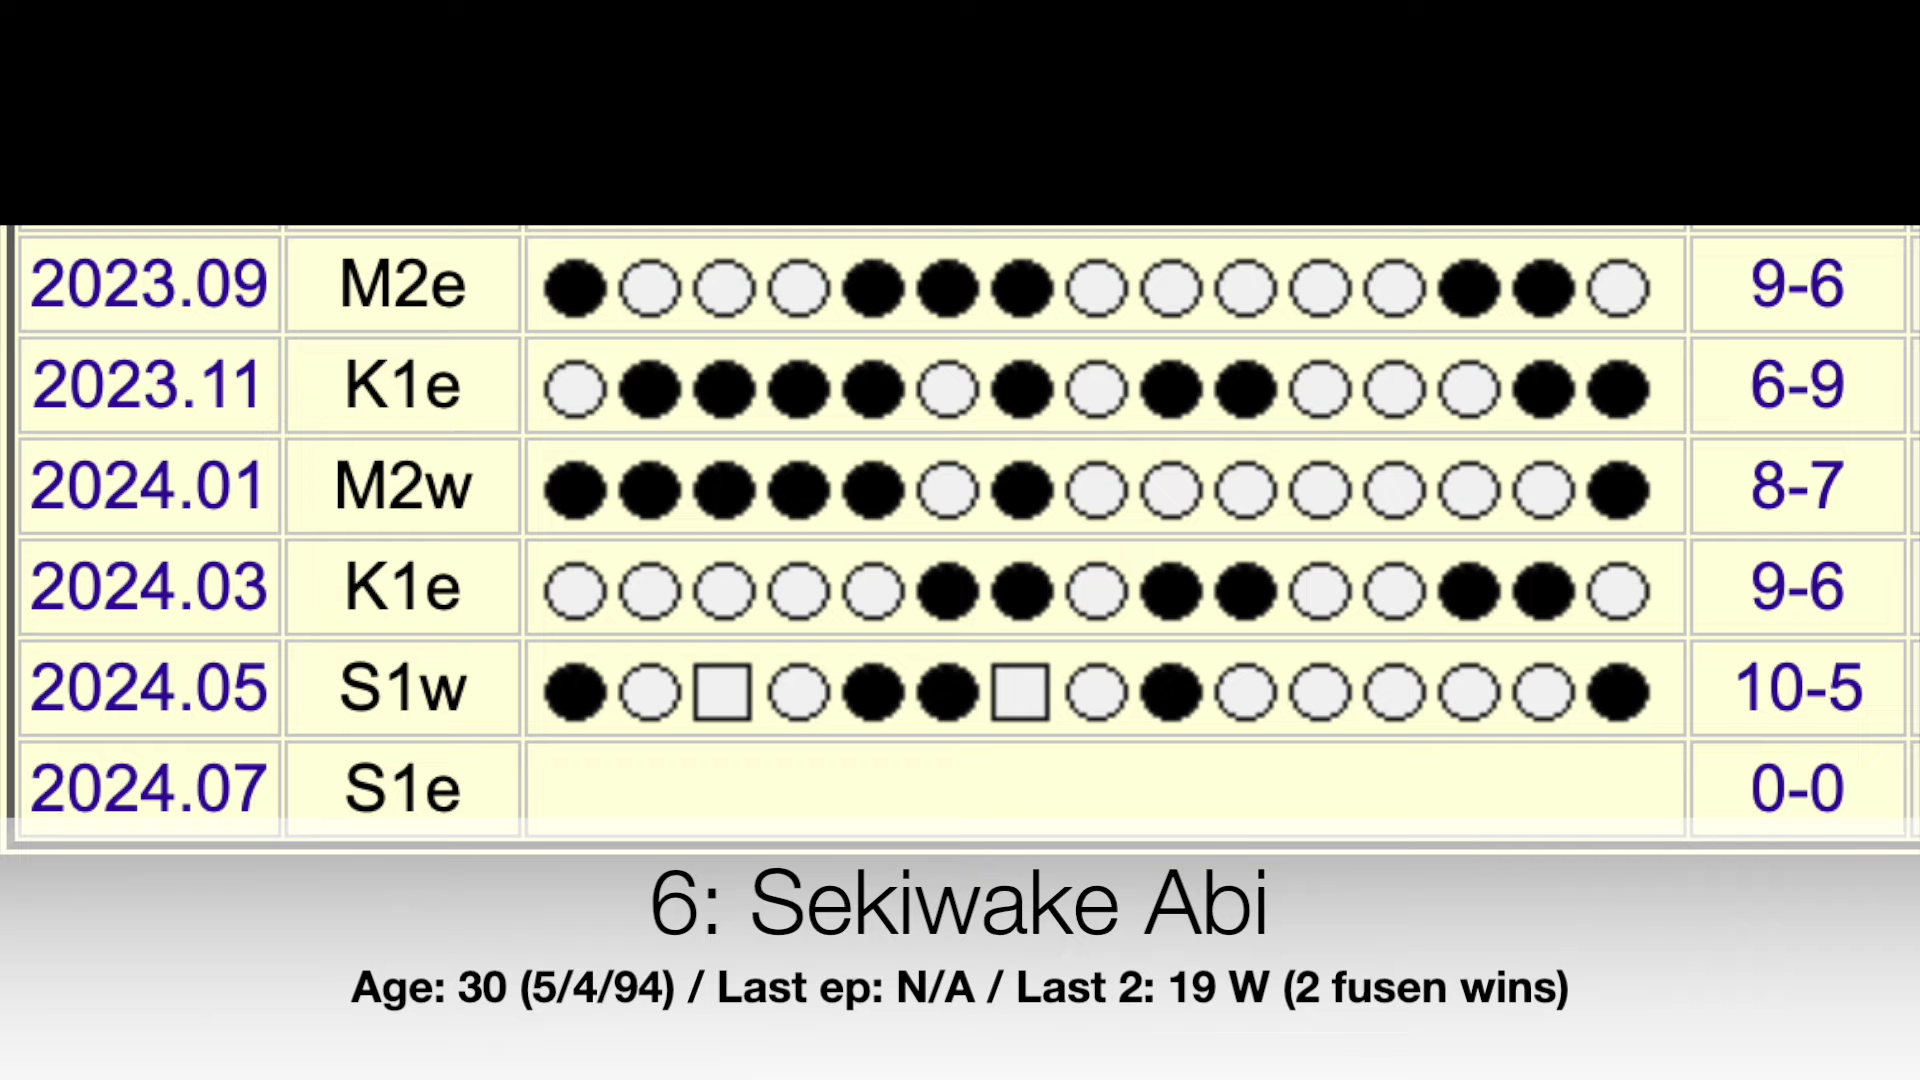 2023.09 M2e 9-6
2023.11 K1e 6-9
2024.01 M2w 8-7
2024.03 K1e 9-6
2024.05 S1w 10-5
2024.07 S1e 0-0
6: Sekiwake Abi
Age: 30 (5/4/94) / Last ep: N/A / Last 2: 19 W (2 fusen wins)